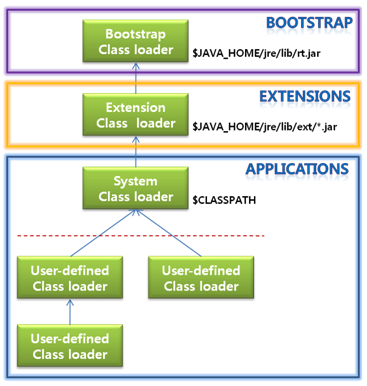 BOOTSTRAP
Bootstrap
Class loader
$JAVA_HOME/jre/lib/rt.jar
EXTENSIONS
Extension
Class loader
$JAVA_HOME/jre/lib/ext/*.jar
APPLICATIONS
System
Class loader
$CLASSPATH
User-defined
Class loader
User-defined
Class loader
User-defined
Class loader